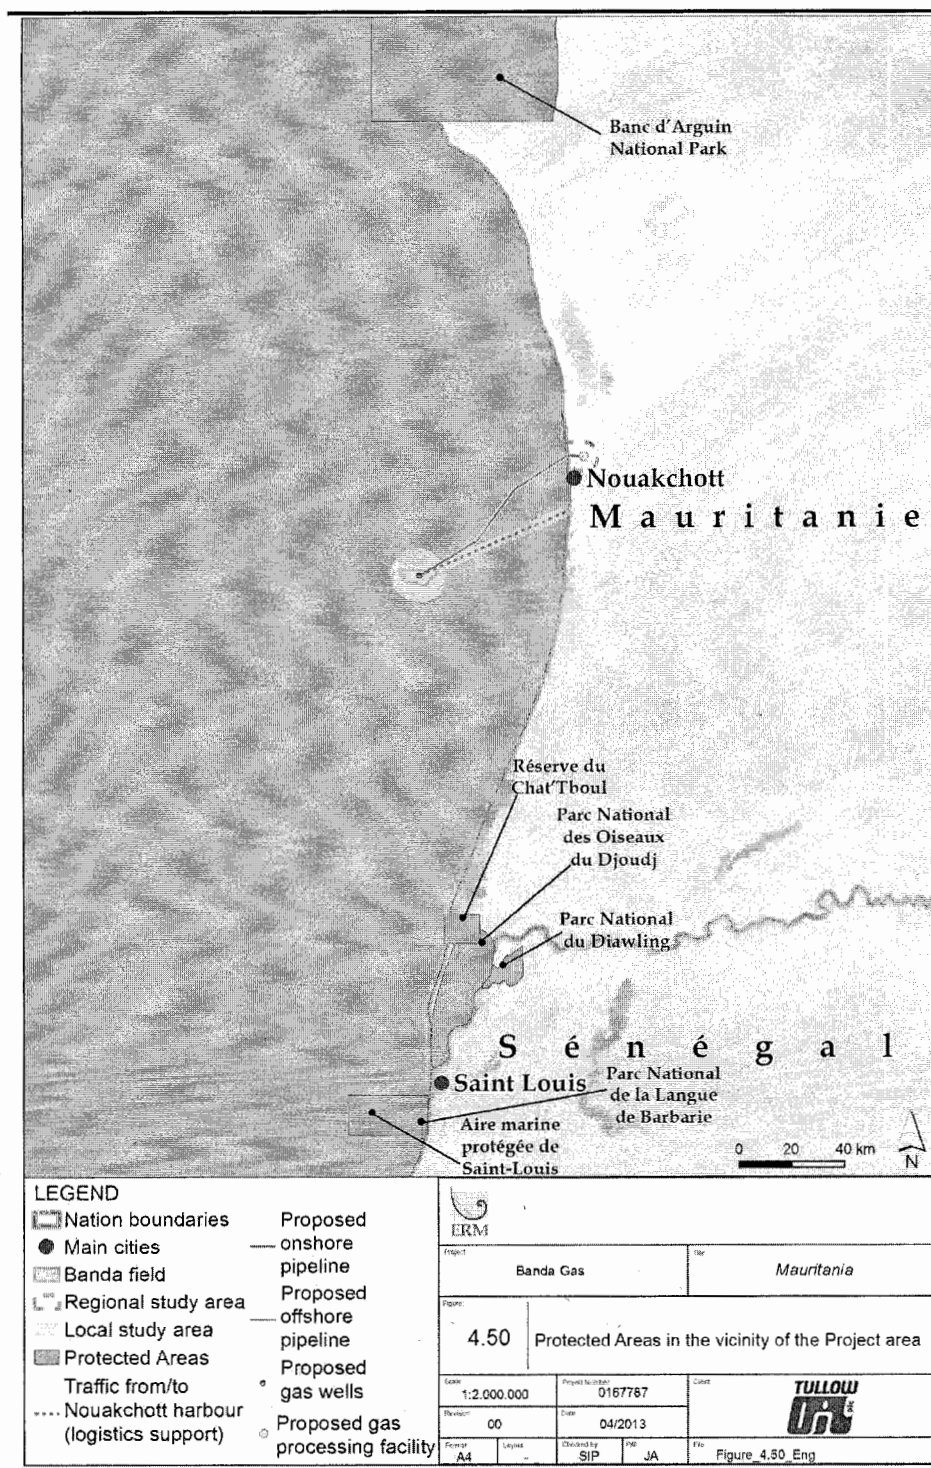 Banc d'Arguin
National Park
Nouakchott
Mauritanie
Réserve du
Chat'Tboul
Parc National
des Oiseaux
du Djoudj
Parc National
du Diawling
Sénégal
Saint Louis
Parc National
de la Langue
de Barbarie
Aire marine
protégée de
Saint-Louis
0 20 40 km
N
LEGEND
Nation boundaries
Main cities
Banda field
Regional study area
Local study area
Protected Areas
Traffic from/to
Nouakchott harbour
(logistics support)
Proposed
onshore
pipeline
Proposed
offshore
pipeline
Proposed
gas wells
Proposed gas
processing facility
ERM
Project
Banda Gas
Title
Mauritania
Figure:
4.50
Protected Areas in the vicinity of the Project area
Scale
1:2.000.000
Project Number
0167787
Client
TULLOW
OIL
plc
Revision
00
Date
04/2013
Format
A4
Layout
-
Checked by
SIP
PM
JA
File
Figure_4.50_Eng